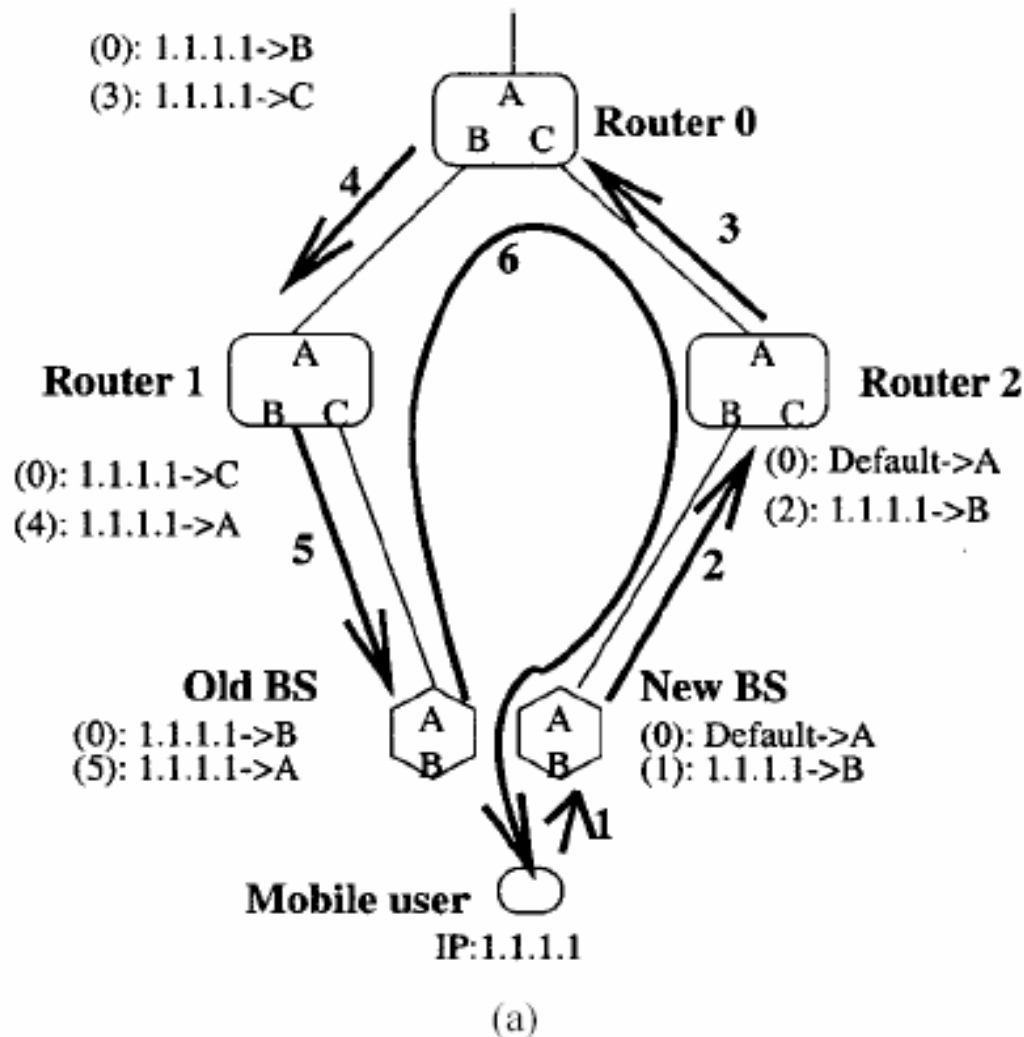 (0): 1.1.1.1->B
(3): 1.1.1.1->C
A
B C
Router 0
4
3
6
Router 1
A
B C
A
B C
Router 2
(0): 1.1.1.1->C
(4): 1.1.1.1->A
(0): Default->A
(2): 1.1.1.1->B
5
2
Old BS
(0): 1.1.1.1->B
(5): 1.1.1.1->A
A
B
A
B
New BS
(0): Default->A
(1): 1.1.1.1->B
1
Mobile user
IP:1.1.1.1
(a)